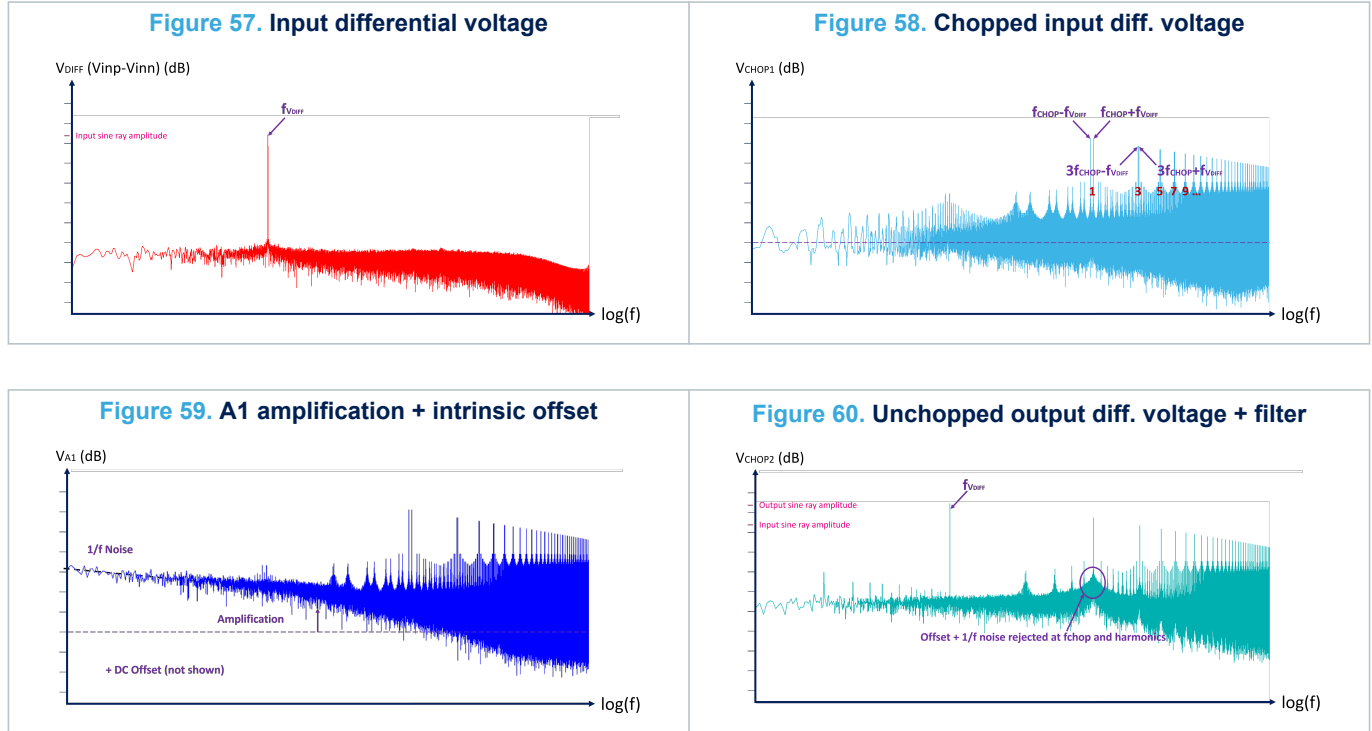 Figure 57. Input differential voltage
VDIFF (Vinp-Vinn) (dB)
fVDIFF
Input sine ray amplitude
log(f)
Figure 58. Chopped input diff. voltage
VCHOP1 (dB)
fCHOP-fVDIFF fCHOP+fVDIFF
3fCHOP-fVDIFF 3fCHOP+fVDIFF
1 3 5 7 9 ...
log(f)
Figure 59. A1 amplification + intrinsic offset
VA1 (dB)
1/f Noise
Amplification
+ DC Offset (not shown)
log(f)
Figure 60. Unchopped output diff. voltage + filter
VCHOP2 (dB)
fVDIFF
Output sine ray amplitude
Input sine ray amplitude
Offset + 1/f noise rejected at fchop and harmonics
log(f)